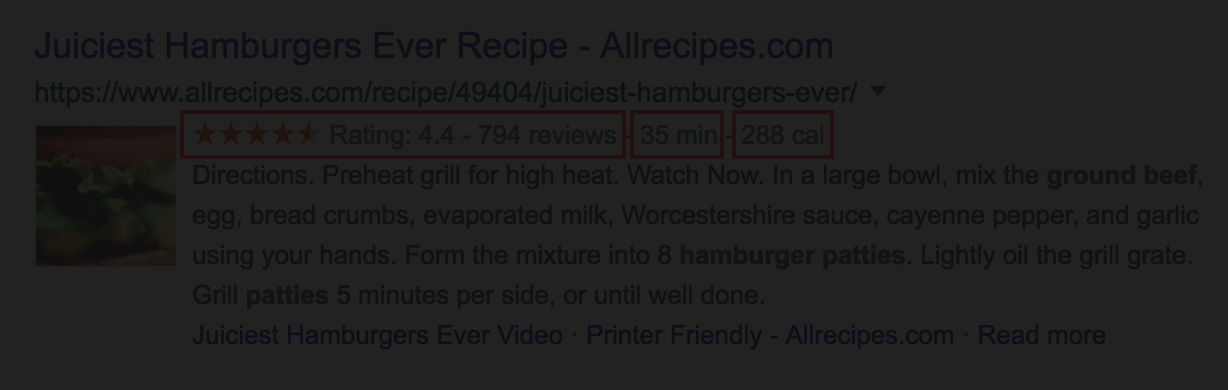 Juiciest Hamburgers Ever Recipe - Allrecipes.com
https://www.allrecipes.com/recipe/49404/juiciest-hamburgers-ever/
Rating: 4.4 - 794 reviews - 35 min - 288 cal
Directions. Preheat grill for high heat. Watch Now. In a large bowl, mix the ground beef,
egg, bread crumbs, evaporated milk, Worcestershire sauce, cayenne pepper, and garlic
using your hands. Form the mixture into 8 hamburger patties. Lightly oil the grill grate.
Grill patties 5 minutes per side, or until well done.
Juiciest Hamburgers Ever Video · Printer Friendly - Allrecipes.com · Read more